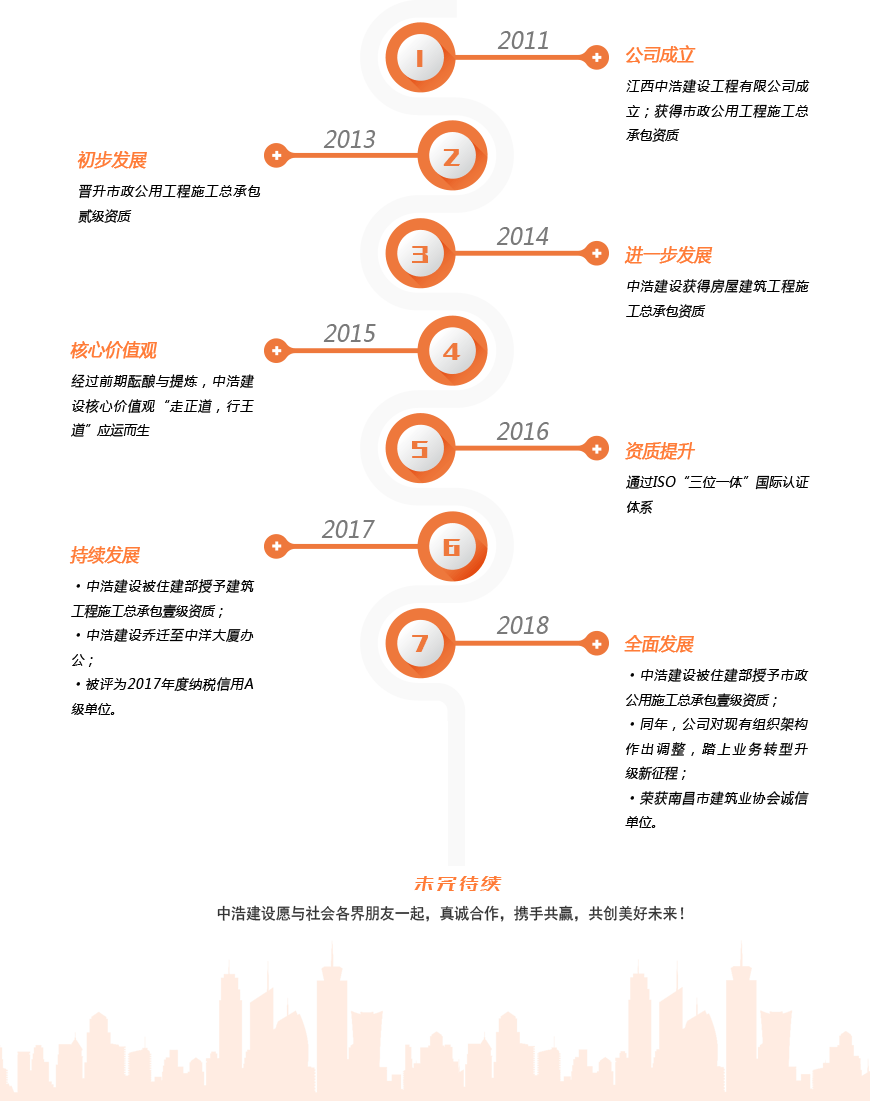 1
2011
公司成立
江西中浩建设工程有限公司成
立；获得市政公用工程施工总
承包资质
2
2013
初步发展
晋升市政公用工程施工总承包
贰级资质
3
2014
进一步发展
中浩建设获得房屋建筑工程施
工总承包资质
4
2015
核心价值观
经过前期酝酿与提炼，中浩建
设核心价值观“走正道，行王
道”应运而生
5
2016
资质提升
通过ISO“三位一体”国际认证
体系
6
2017
持续发展
•中浩建设被住建部授予建筑
工程施工总承包壹级资质；
•中浩建设乔迁至中洋大厦办
公；
•被评为2017年度纳税信用A
级单位。
7
2018
全面发展
•中浩建设被住建部授予市政
公用施工总承包壹级资质；
•同年，公司对现有组织架构
作出调整，踏上业务转型升
级新征程；
•荣获南昌市建筑业协会诚信
单位。
未完待续
中浩建设愿与社会各界朋友一起，真诚合作，携手共赢，共创美好未来！